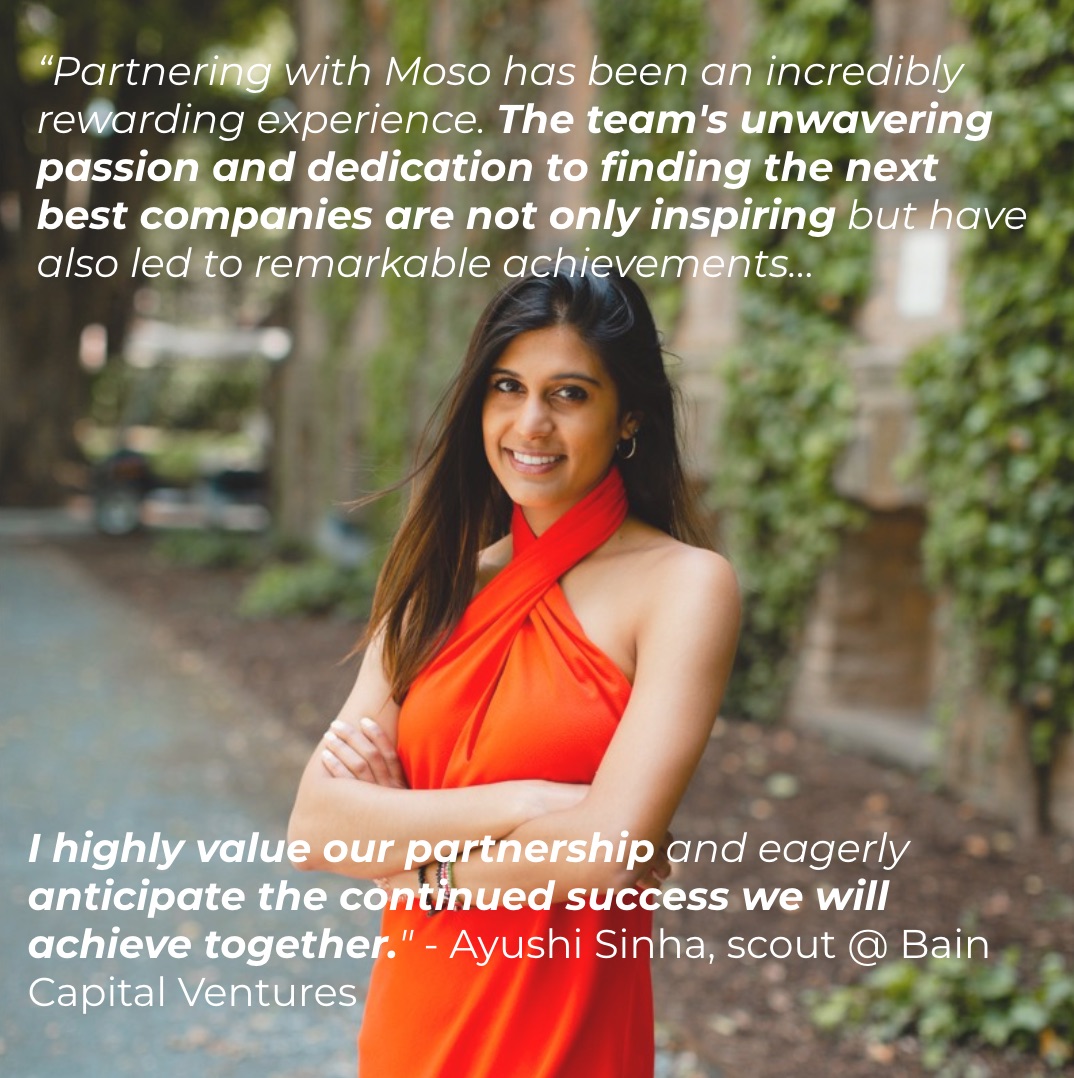 “Partnering with Moso has been an incredibly
rewarding experience. The team's unwavering
passion and dedication to finding the next
best companies are not only inspiring but have
also led to remarkable achievements...
I highly value our partnership and eagerly
anticipate the continued success we will
achieve together." - Ayushi Sinha, scout @ Bain
Capital Ventures